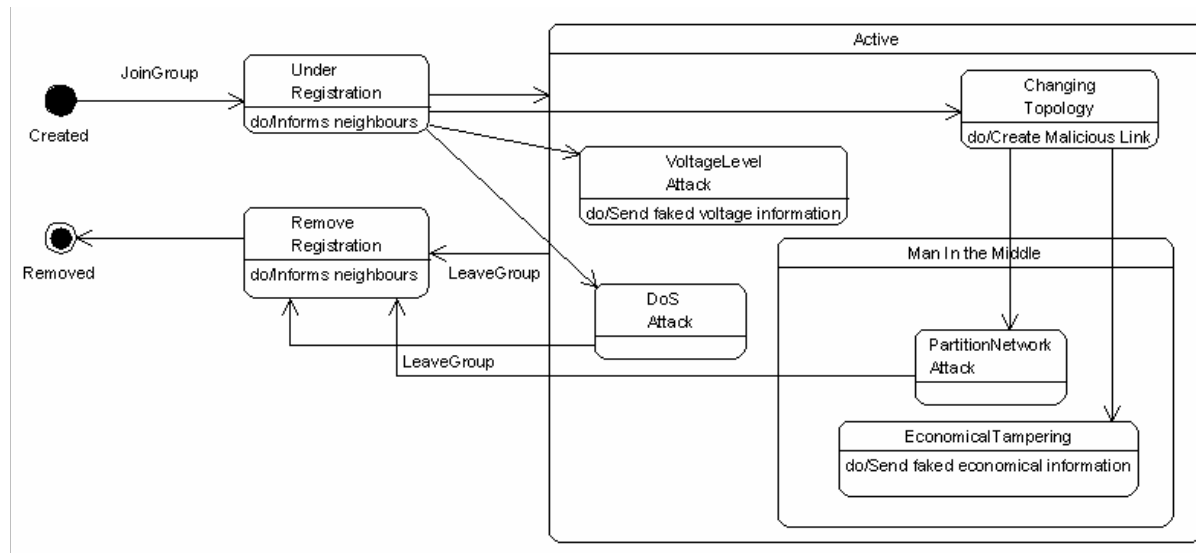 Active
JoinGroup
Created
Under
Registration
do/Informs neighbours
Changing
Topology
do/Create Malicious Link
VoltageLevel
Attack
do/Send faked voltage information
Removed
Remove
Registration
do/Informs neighbours
LeaveGroup
LeaveGroup
DoS
Attack
Man In the Middle
PartitionNetwork
Attack
EconomicalTampering
do/Send faked economical information